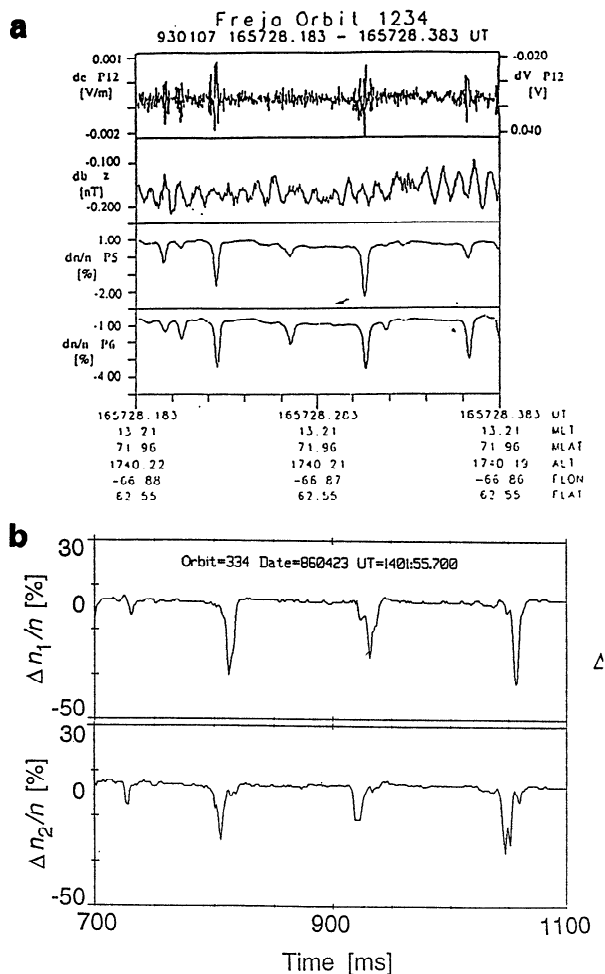 a
Freja Orbit 1234
930107 165728.183 - 165728.383 UT
0.001
de P12
[V/m]
-0.002
-0.020
dV P12
[V]
0.040
-0.100
db z
[nT]
-0.200
1.00
dn/n P5
[%]
-2.00
-1.00
dn/n P6
[%]
-4.00
165728.183 165728.283 165728.383 UT
13.21 13.21 13.21 MLT
71.96 71.96 71.96 MLAT
1740.22 1740.21 1740.19 ALT
-66.88 -66.87 -66.86 FLON
62.55 62.55 62.55 FLAT
b
30
Orbit=334 Date=860423 UT=1401:55.700
0
Δn₁/n [%]
-50
30
0
Δn₂/n [%]
-50
700 900 1100
Time [ms]
Δ